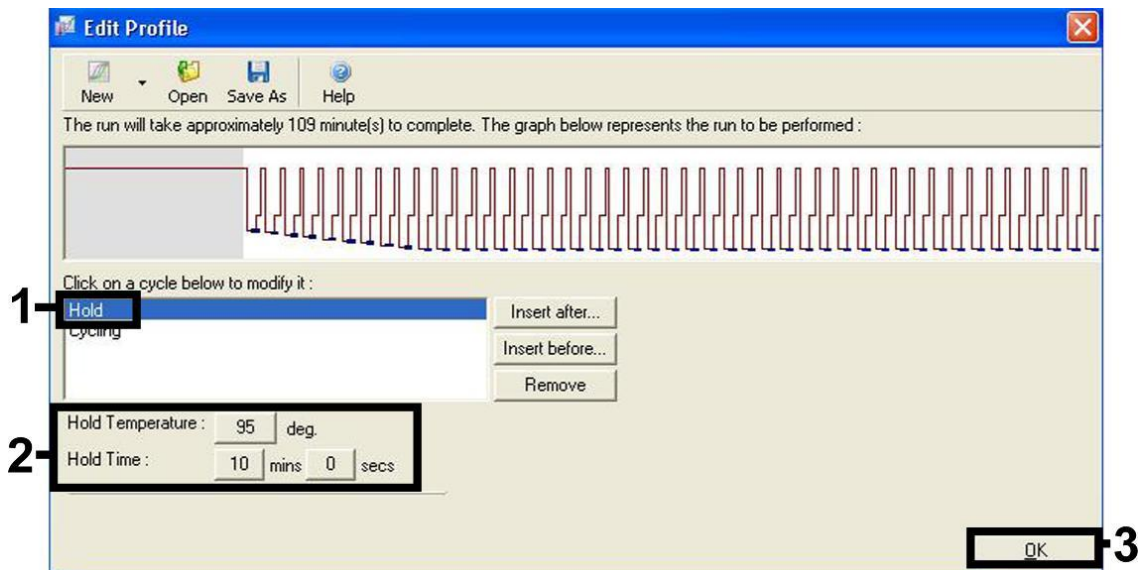 Edit Profile
New Open Save As Help
The run will take approximately 109 minute(s) to complete. The graph below represents the run to be performed :
Click on a cycle below to modify it :
1
Hold
Cycling
Insert after...
Insert before...
Remove
2
Hold Temperature : 95 deg.
Hold Time : 10 mins 0 secs
OK
3